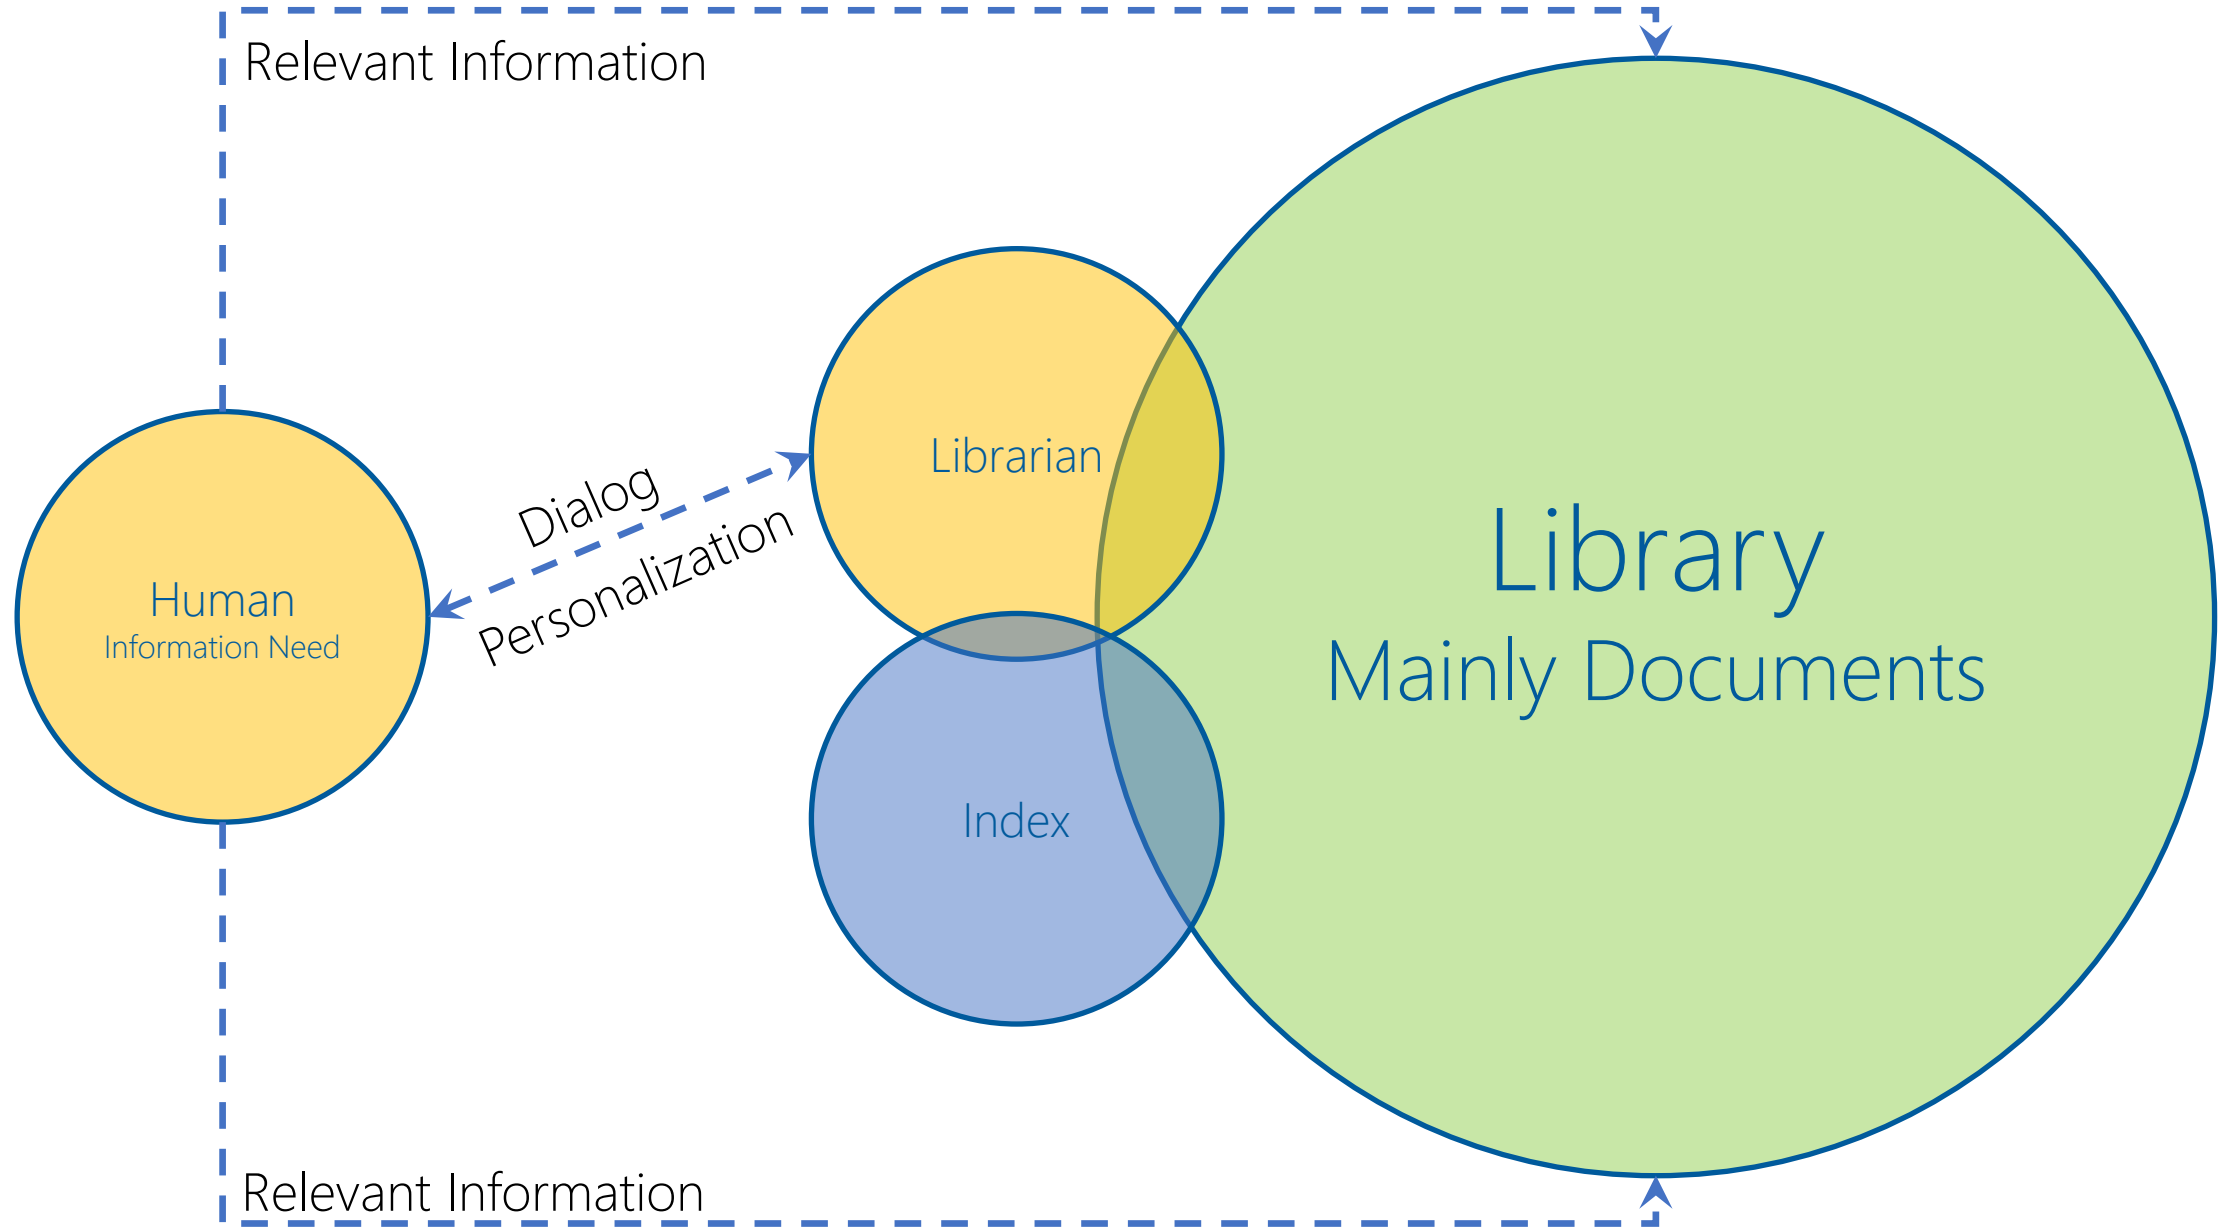 Relevant Information
Dialog
Personalization
Human
Information Need
Librarian
Index
Library
Mainly Documents
Relevant Information